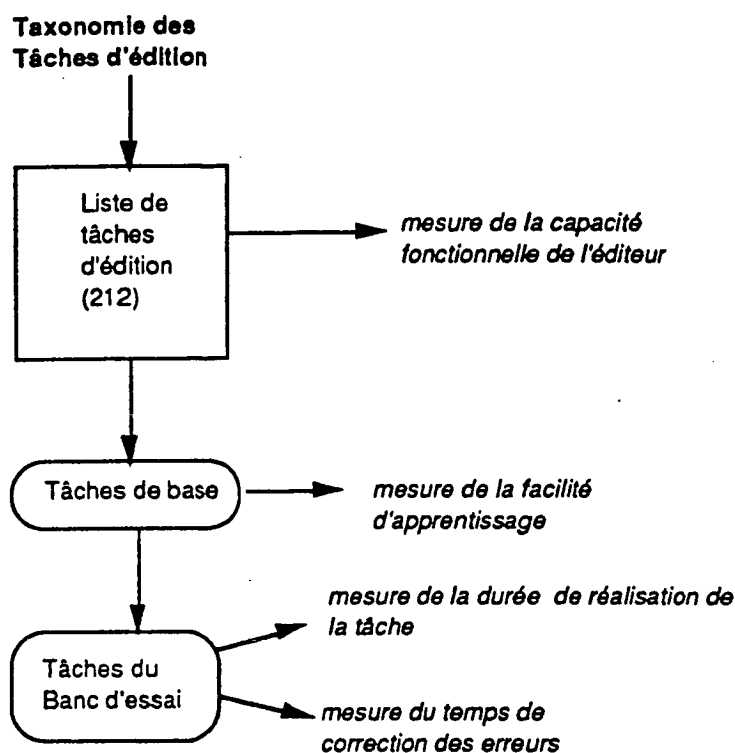 Taxonomie des
Tâches d'édition
Liste de
tâches
d'édition
(212)
mesure de la capacité
fonctionnelle de l'éditeur
Tâches de base
mesure de la facilité
d'apprentissage
mesure de la durée de réalisation de
la tâche
Tâches du
Banc d'essai
mesure du temps de
correction des erreurs